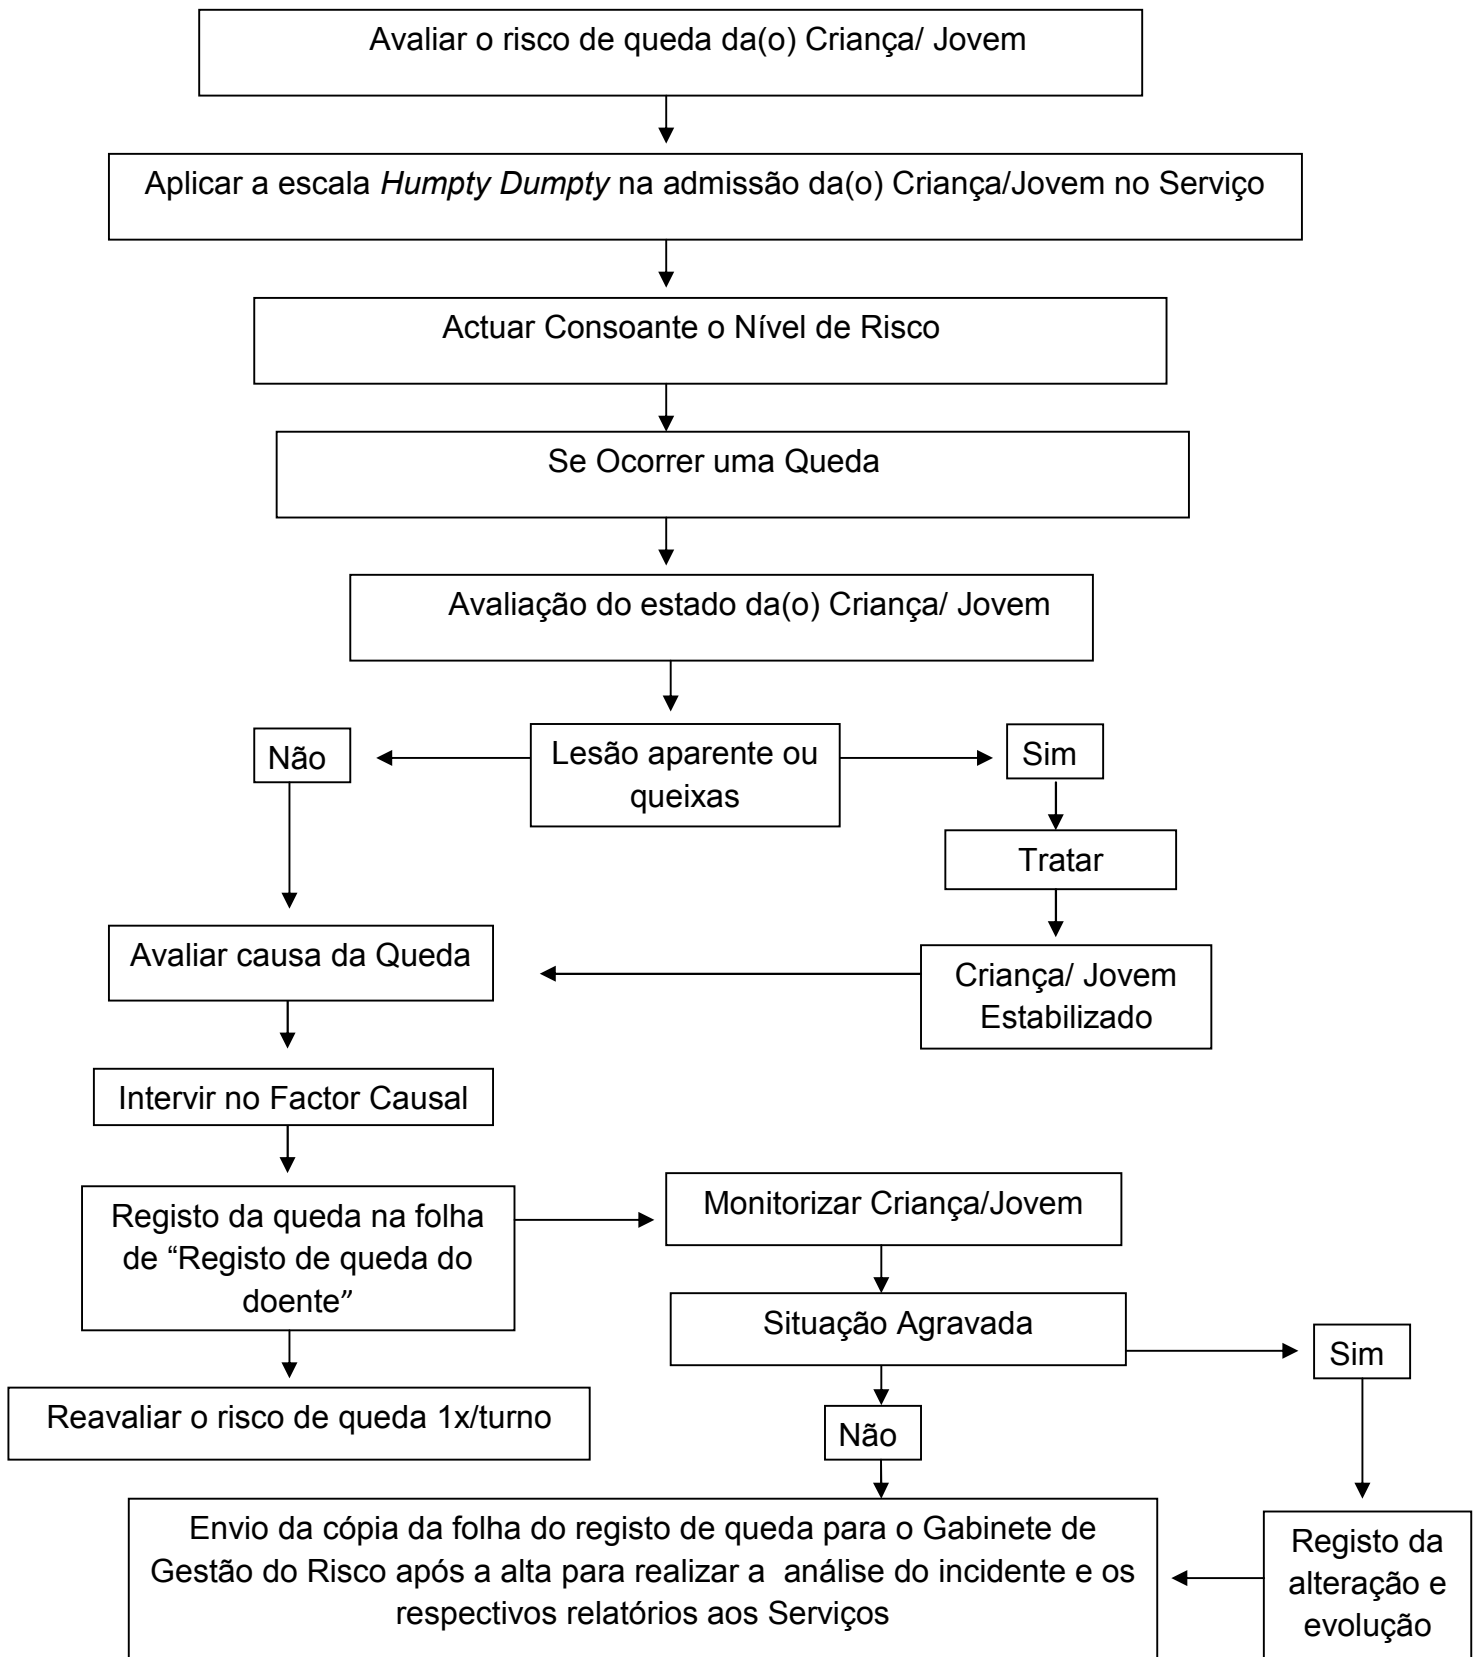 Avaliar o risco de queda da(o) Criança/ Jovem
Aplicar a escala Humpty Dumpty na admissão da(o) Criança/Jovem no Serviço
Actuar Consoante o Nível de Risco
Se Ocorrer uma Queda
Avaliação do estado da(o) Criança/ Jovem
Não
Lesão aparente ou
queixas
Sim
Tratar
Avaliar causa da Queda
Criança/ Jovem
Estabilizado
Intervir no Factor Causal
Registo da queda na folha
de “Registo de queda do
doente”
Monitorizar Criança/Jovem
Situação Agravada
Sim
Reavaliar o risco de queda 1x/turno
Não
Envio da cópia da folha do registo de queda para o Gabinete de
Gestão do Risco após a alta para realizar a  análise do incidente e os
respectivos relatórios aos Serviços
Registo da
alteração e
evolução